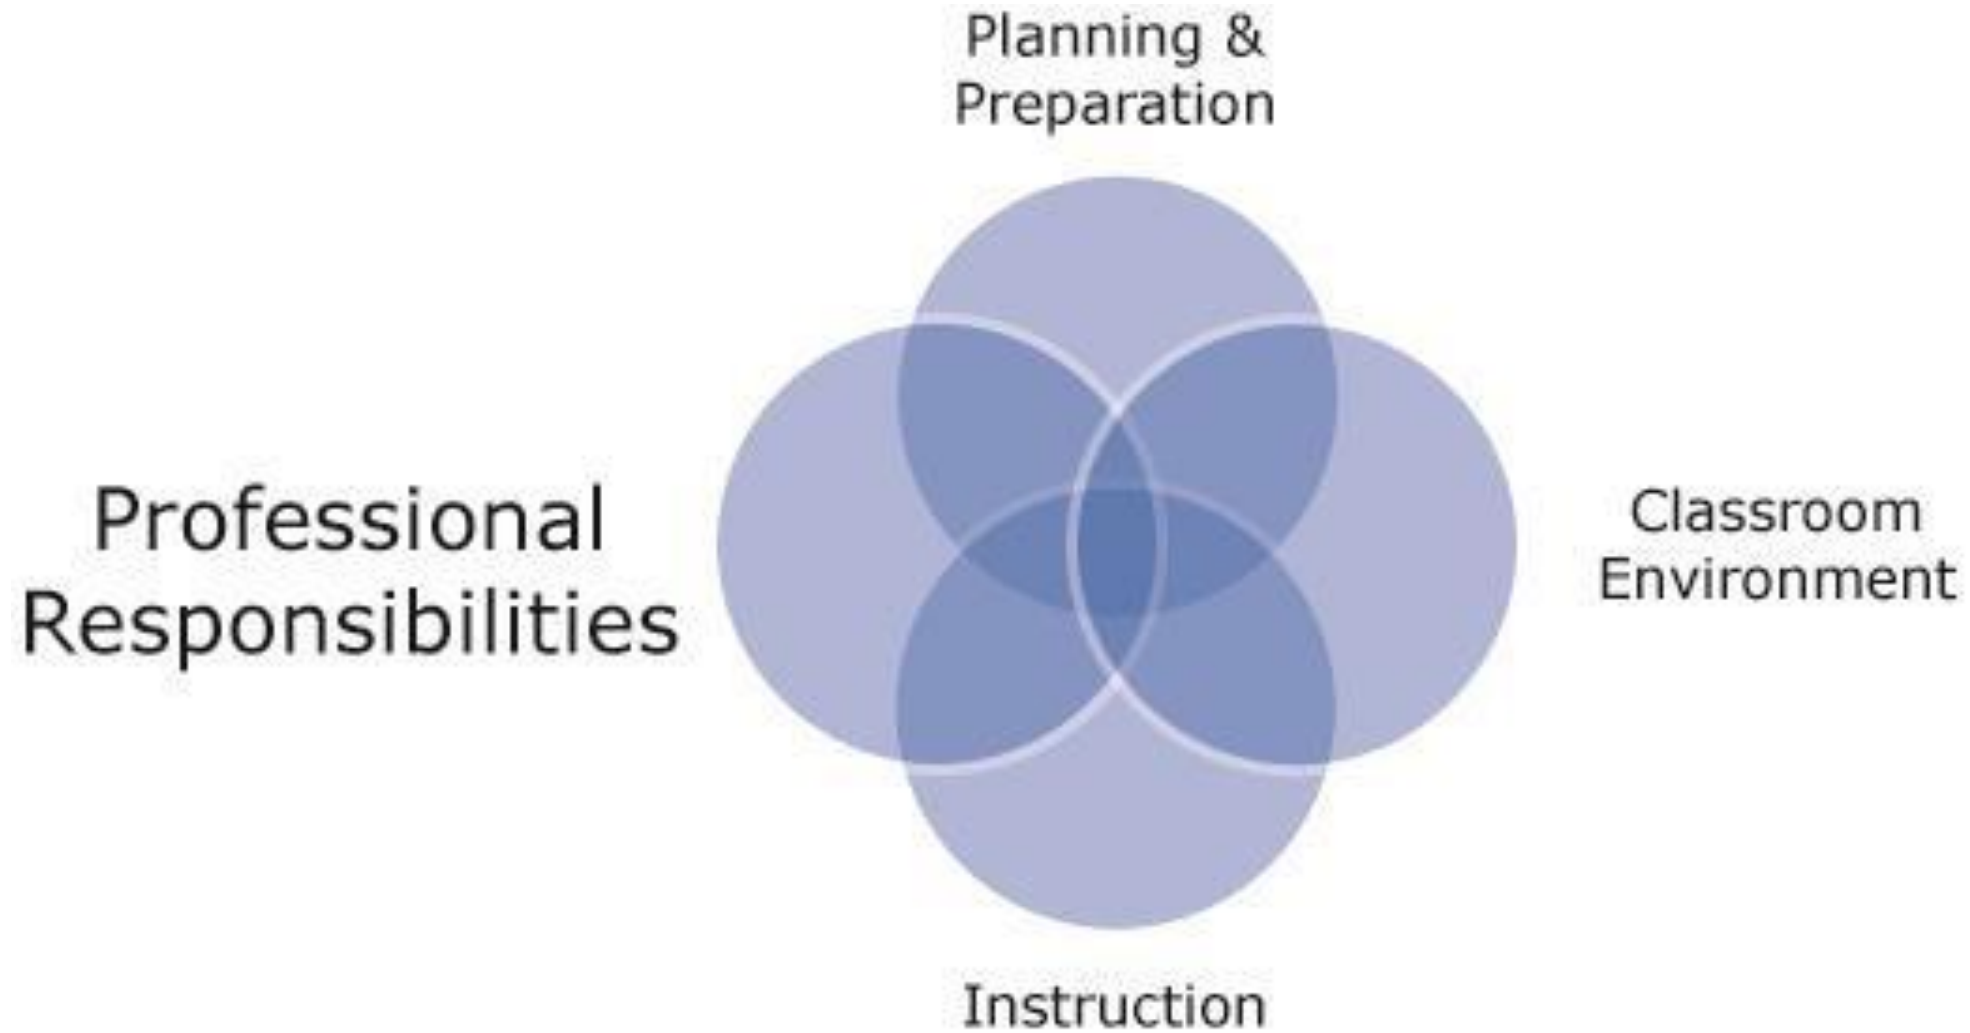 Planning &
Preparation
Professional
Responsibilities
Classroom
Environment
Instruction